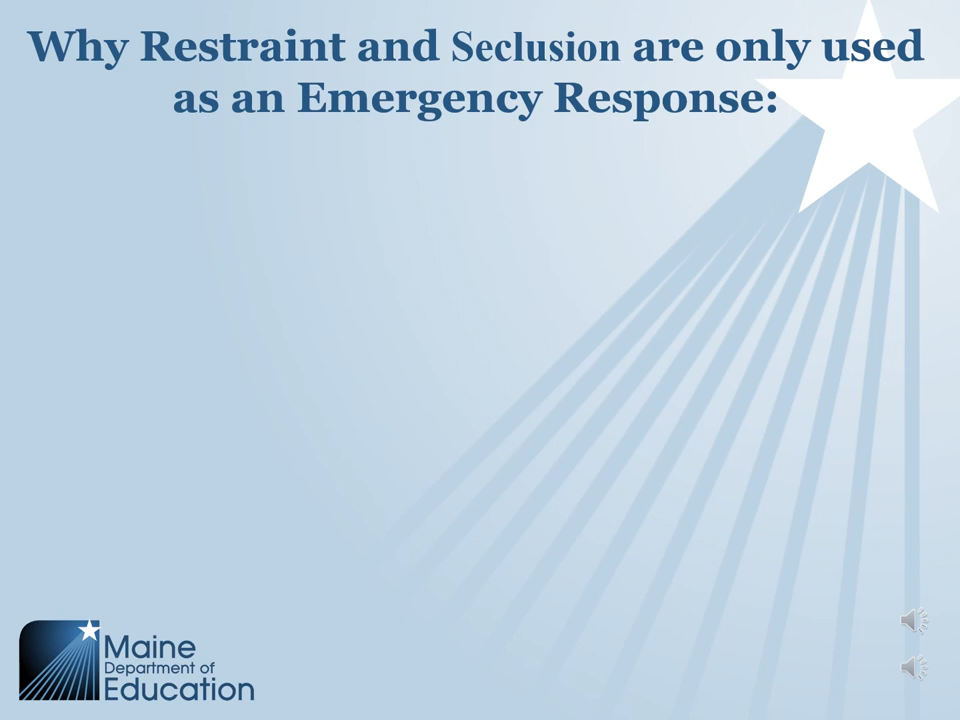 Why Restraint and Seclusion are only used
as an Emergency Response:
Maine
Department of
Education